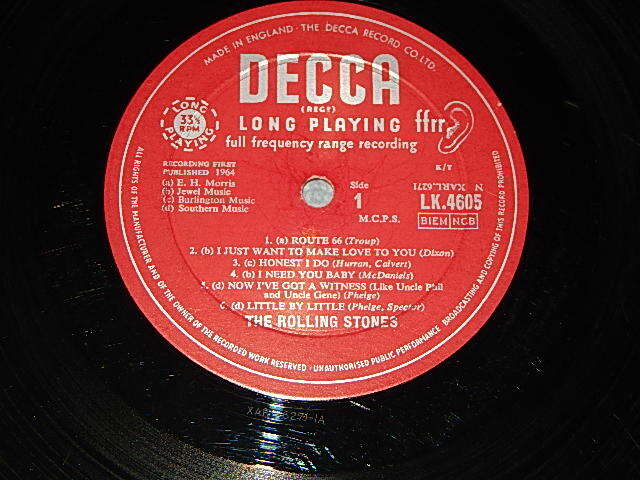 MADE IN ENGLAND · THE DECCA RECORD CO LTD.
DECCA
(REGD)
LONG PLAYING ffrr
full frequency range recording
LONG
33⅓
RPM
PLAYING
K/T
RECORDING FIRST
PUBLISHED 1964
(a) E. H. Morris
(b) Jewel Music
(c) Burlington Music
(d) Southern Music
Side
1
M.C.P.S.
N XARL.6271
LK.4605
BIEM NCB
1. (a) ROUTE 66 (Troup)
2. (b) I JUST WANT TO MAKE LOVE TO YOU (Dixon)
3. (c) HONEST I DO (Hurran, Calvert)
4. (b) I NEED YOU BABY (McDaniels)
5. (d) NOW I'VE GOT A WITNESS (Like Uncle Phil
and Uncle Gene) (Phelge)
6. (d) LITTLE BY LITTLE (Phelge, Spector)
THE ROLLING STONES
ALL RIGHTS OF THE MANUFACTURER AND OF THE OWNER OF THE RECORDED WORK RESERVED · UNAUTHORISED PUBLIC PERFORMANCE BROADCASTING AND COPYING OF THIS RECORD PROHIBITED